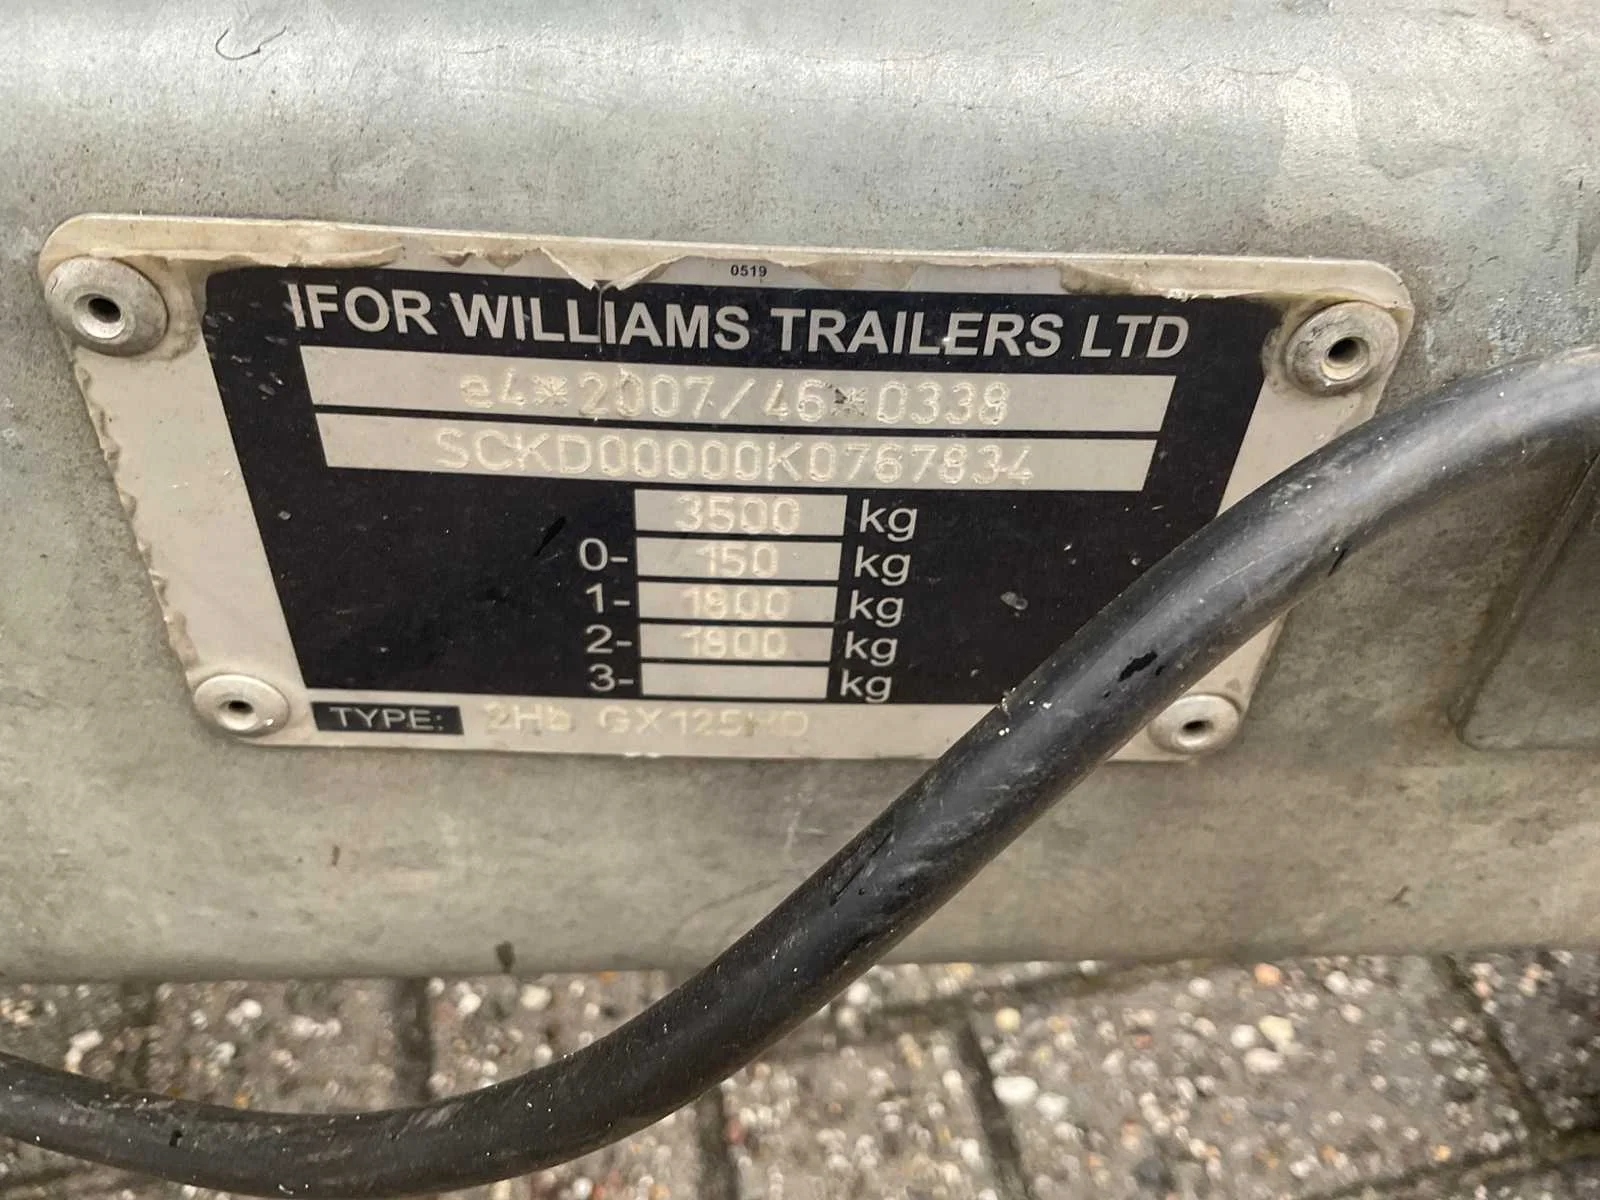 0519
IFOR WILLIAMS TRAILERS LTD
e4*2007/46*0338
SCKD00000K0767834
3500 kg
0- 150 kg
1- 1800 kg
2- 1800 kg
3- kg
TYPE: 2Hb GX125HD